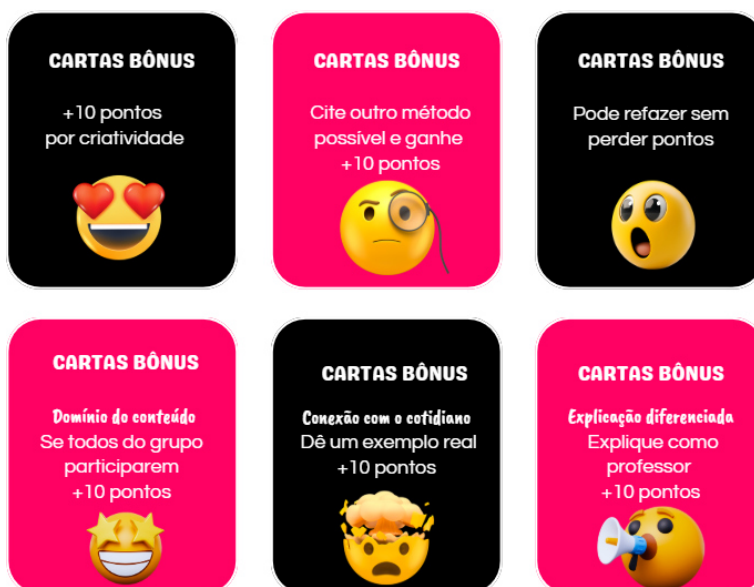 CARTAS BÔNUS
+10 pontos
por criatividade
CARTAS BÔNUS
Cite outro método
possível e ganhe
+10 pontos
CARTAS BÔNUS
Pode refazer sem
perder pontos
CARTAS BÔNUS
Domínio do conteúdo
Se todos do grupo
participarem
+10 pontos
CARTAS BÔNUS
Conexão com o cotidiano
Dê um exemplo real
+10 pontos
CARTAS BÔNUS
Explicação diferenciada
Explique como
professor
+10 pontos